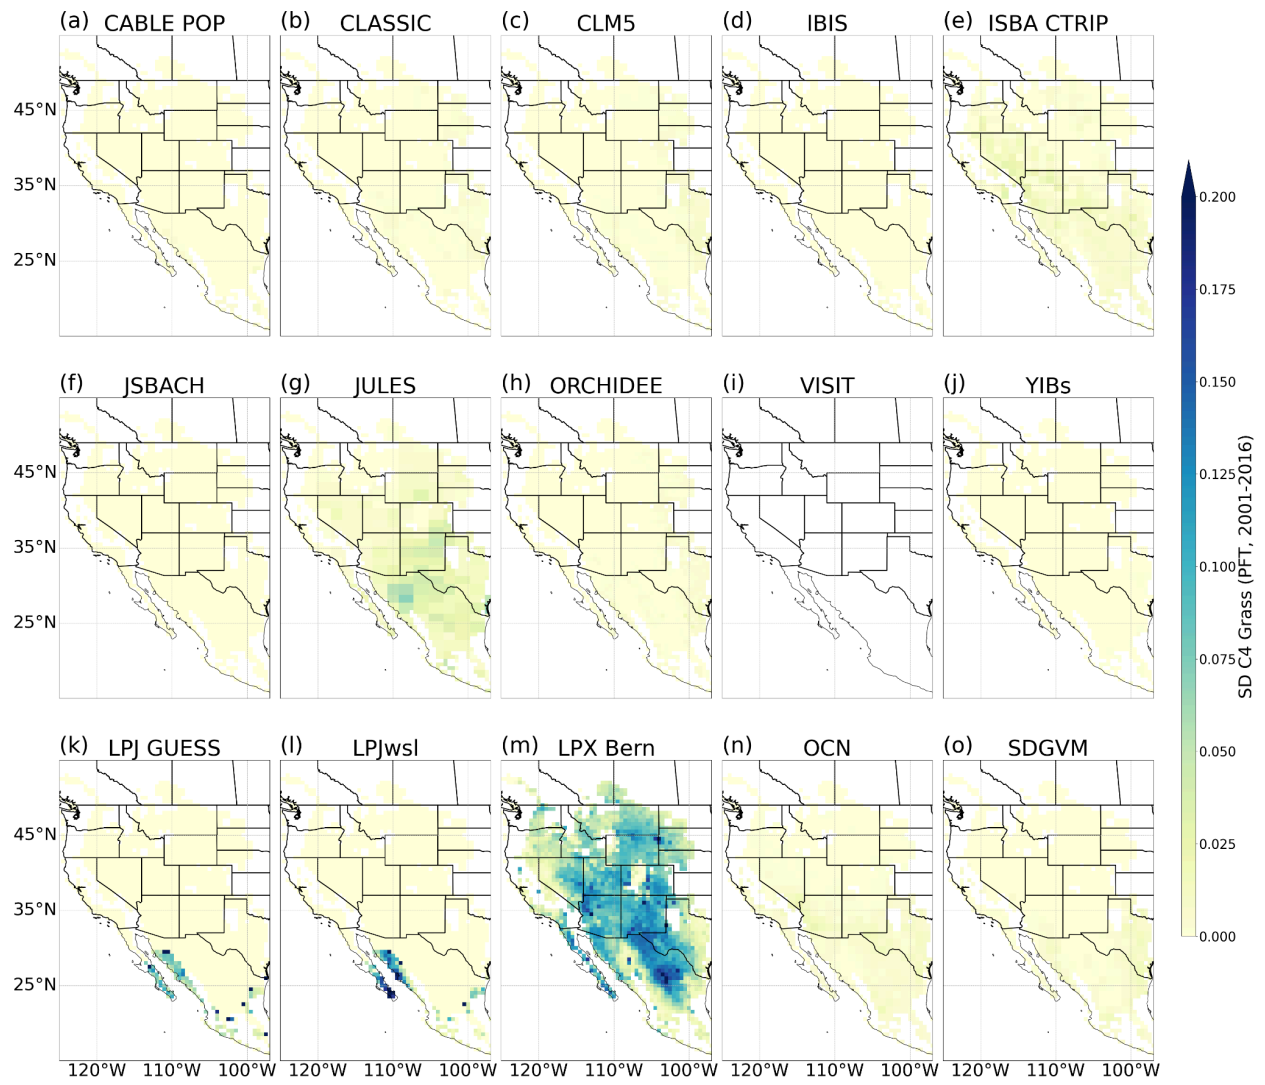 (a) CABLE POP (b) CLASSIC (c) CLM5 (d) IBIS (e) ISBA CTRIP
45°N
35°N
25°N
(f) JSBACH (g) JULES (h) ORCHIDEE (i) VISIT (j) YIBs
45°N
35°N
25°N
(k) LPJ GUESS (l) LPJwsl (m) LPX Bern (n) OCN (o) SDGVM
45°N
35°N
25°N
120°W 110°W 100°W 120°W 110°W 100°W 120°W 110°W 100°W 120°W 110°W 100°W 120°W 110°W 100°W
0.200
0.175
0.150
0.125
0.100
0.075
0.050
0.025
0.000
SD C4 Grass (PFT, 2001-2016)